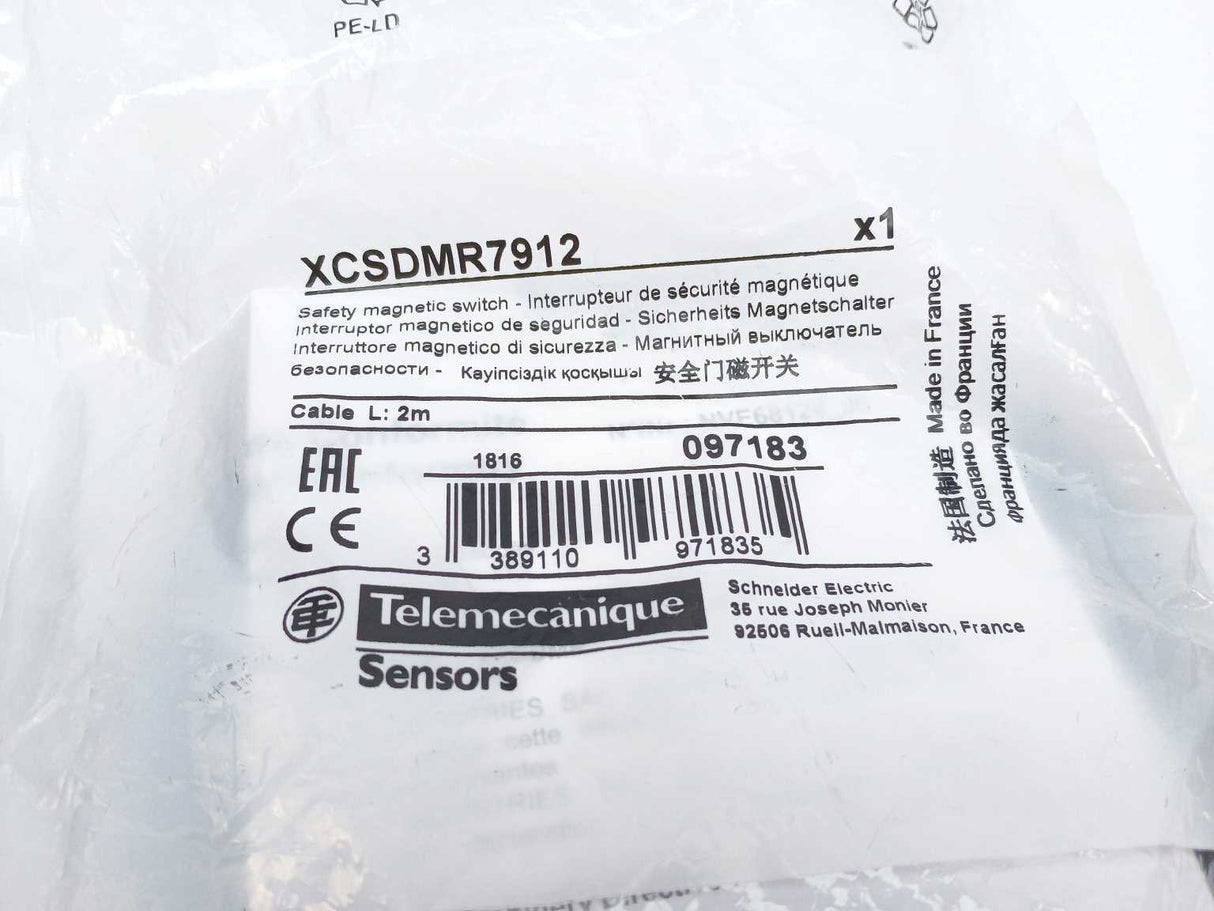 PE-LD
XCSDMR7912 x1
Safety magnetic switch - Interrupteur de sécurité magnétique
Interruptor magnetico de seguridad - Sicherheits Magnetschalter
Interruttore magnetico di sicurezza - Магнитный выключатель
безопасности - Кауіпсіздік қосқышы 安全门磁开关
Cable L: 2m
EAC
1816 097183
CE
3 389110 971835
Telemecanique
Sensors
Schneider Electric
35 rue Joseph Monier
92506 Rueil-Malmaison, France
法国制造 Made in France
Сделано во Франции
Францияда жасалған
cette